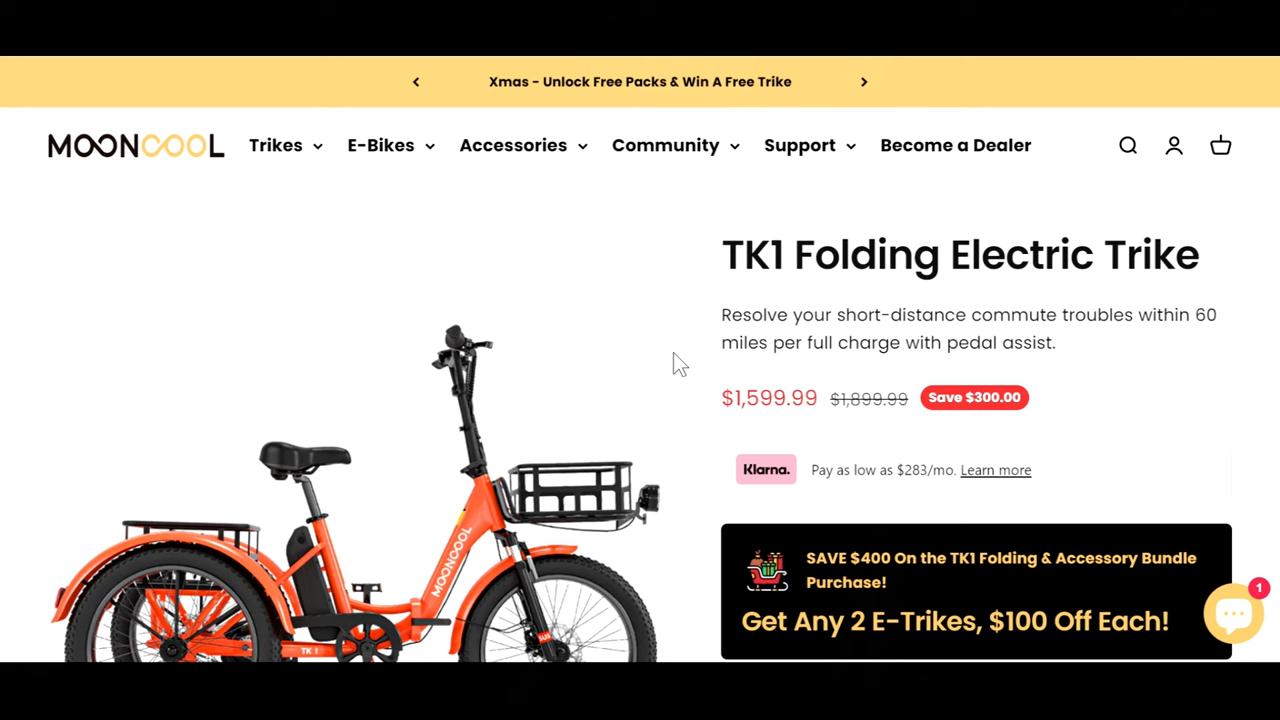 Xmas - Unlock Free Packs & Win A Free Trike
MOONCOOL Trikes E-Bikes Accessories Community Support Become a Dealer
TK1 Folding Electric Trike
Resolve your short-distance commute troubles within 60
miles per full charge with pedal assist.
$1,599.99 $1,899.99 Save $300.00
Klarna. Pay as low as $283/mo. Learn more
SAVE $400 On the TK1 Folding & Accessory Bundle
Purchase!
Get Any 2 E-Trikes, $100 Off Each!
1
MOONCOOL
TK1